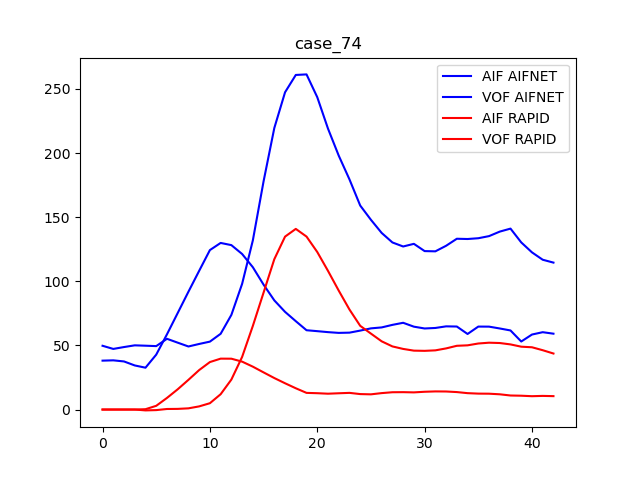 case_74
AIF AIFNET
VOF AIFNET
AIF RAPID
VOF RAPID
250
200
150
100
50
0
0 10 20 30 40